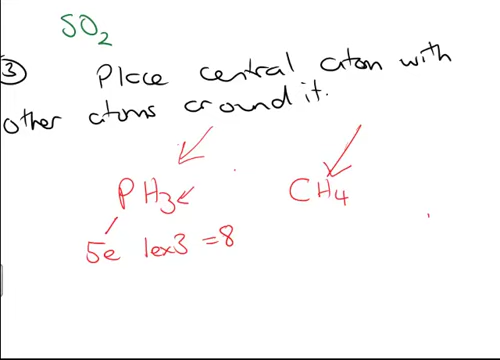 SO2
3 Place central atom with
other atoms around it.
PH3 CH4
5e 1ex3 = 8